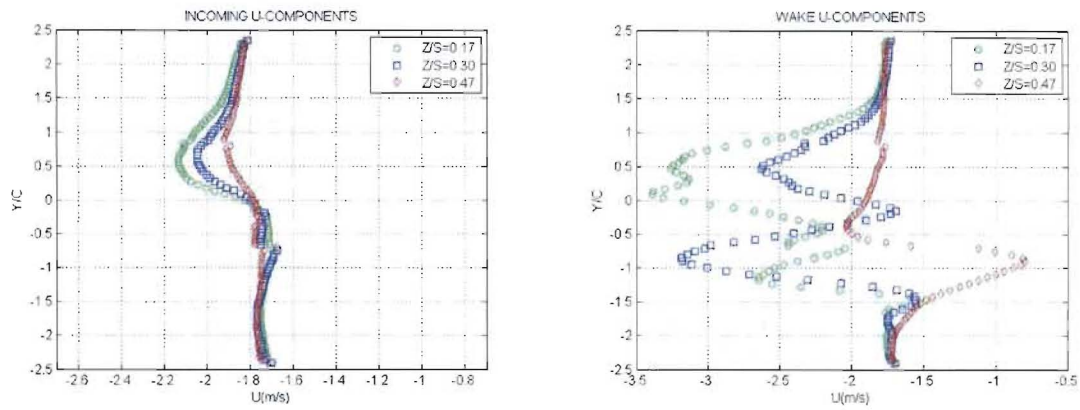 INCOMING U-COMPONENTS
2.5
2
1.5
1
0.5
0
-0.5
-1
-1.5
-2
-2.5
Y/C
Z/S=0.17
Z/S=0.30
Z/S=0.47
-2.4 -2.2 -2 -1.8 -1.6 -1.4 -1.2 -1 -0.8
U(m/s)
WAKE U-COMPONENTS
2.5
2
1.5
1
0.5
0
-0.5
-1
-1.5
-2
-2.5
Y/C
Z/S=0.17
Z/S=0.30
Z/S=0.47
-3.5 -3 -2.5 -2 -1.5 -1 -0.5
U(m/s)